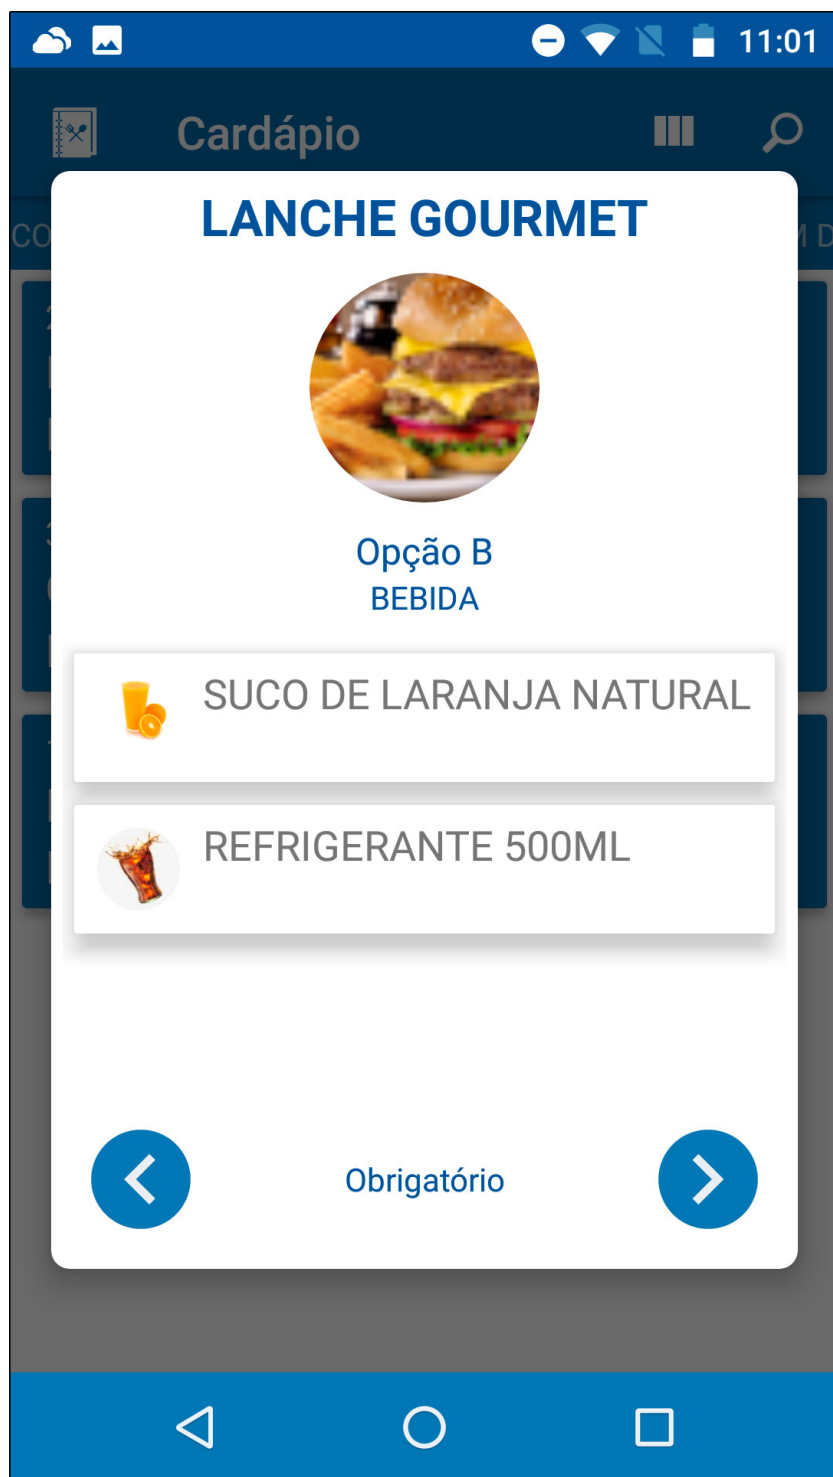 11:01
Cardápio
LANCHE GOURMET
Opção B
BEBIDA
SUCO DE LARANJA NATURAL
REFRIGERANTE 500ML
Obrigatório